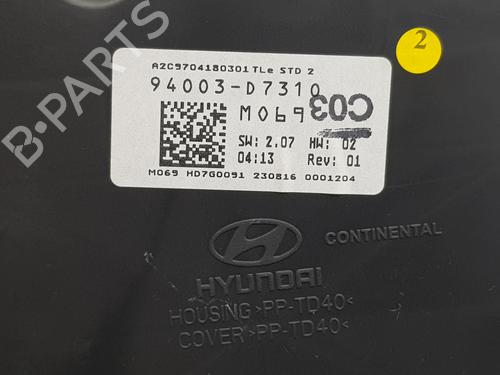 A2C9704180301 TLe STD 2
94003-D7310
M069 C03
SW: 2.07 HW: 02
04:13 Rev: 01
M069 HD7G0091 230816 0001204
2
CONTINENTAL
HYUNDAI
HOUSING >PP-TD40<
COVER >PP-TD40<
B-PARTS